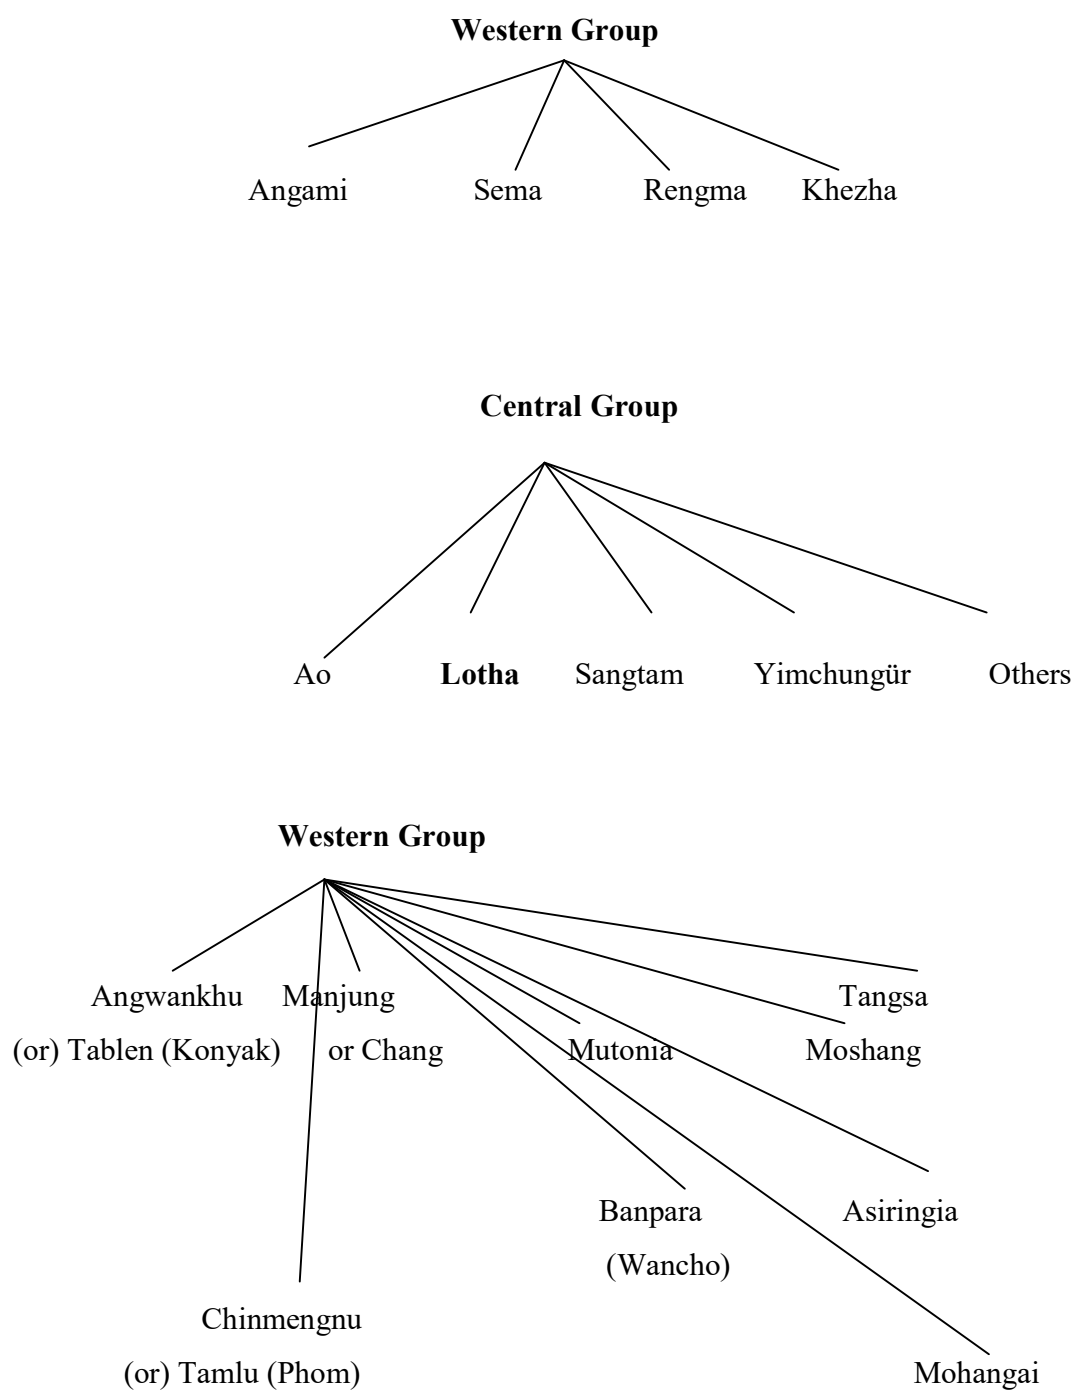 Western Group
Angami Sema Rengma Khezha
Central Group
Ao Lotha Sangtam Yimchungür Others
Western Group
Angwankhu Manjung Tangsa
(or) Tablen (Konyak) or Chang Mutonia Moshang
Banpara Asiringia
(Wancho)
Chinmengnu
(or) Tamlu (Phom) Mohangai